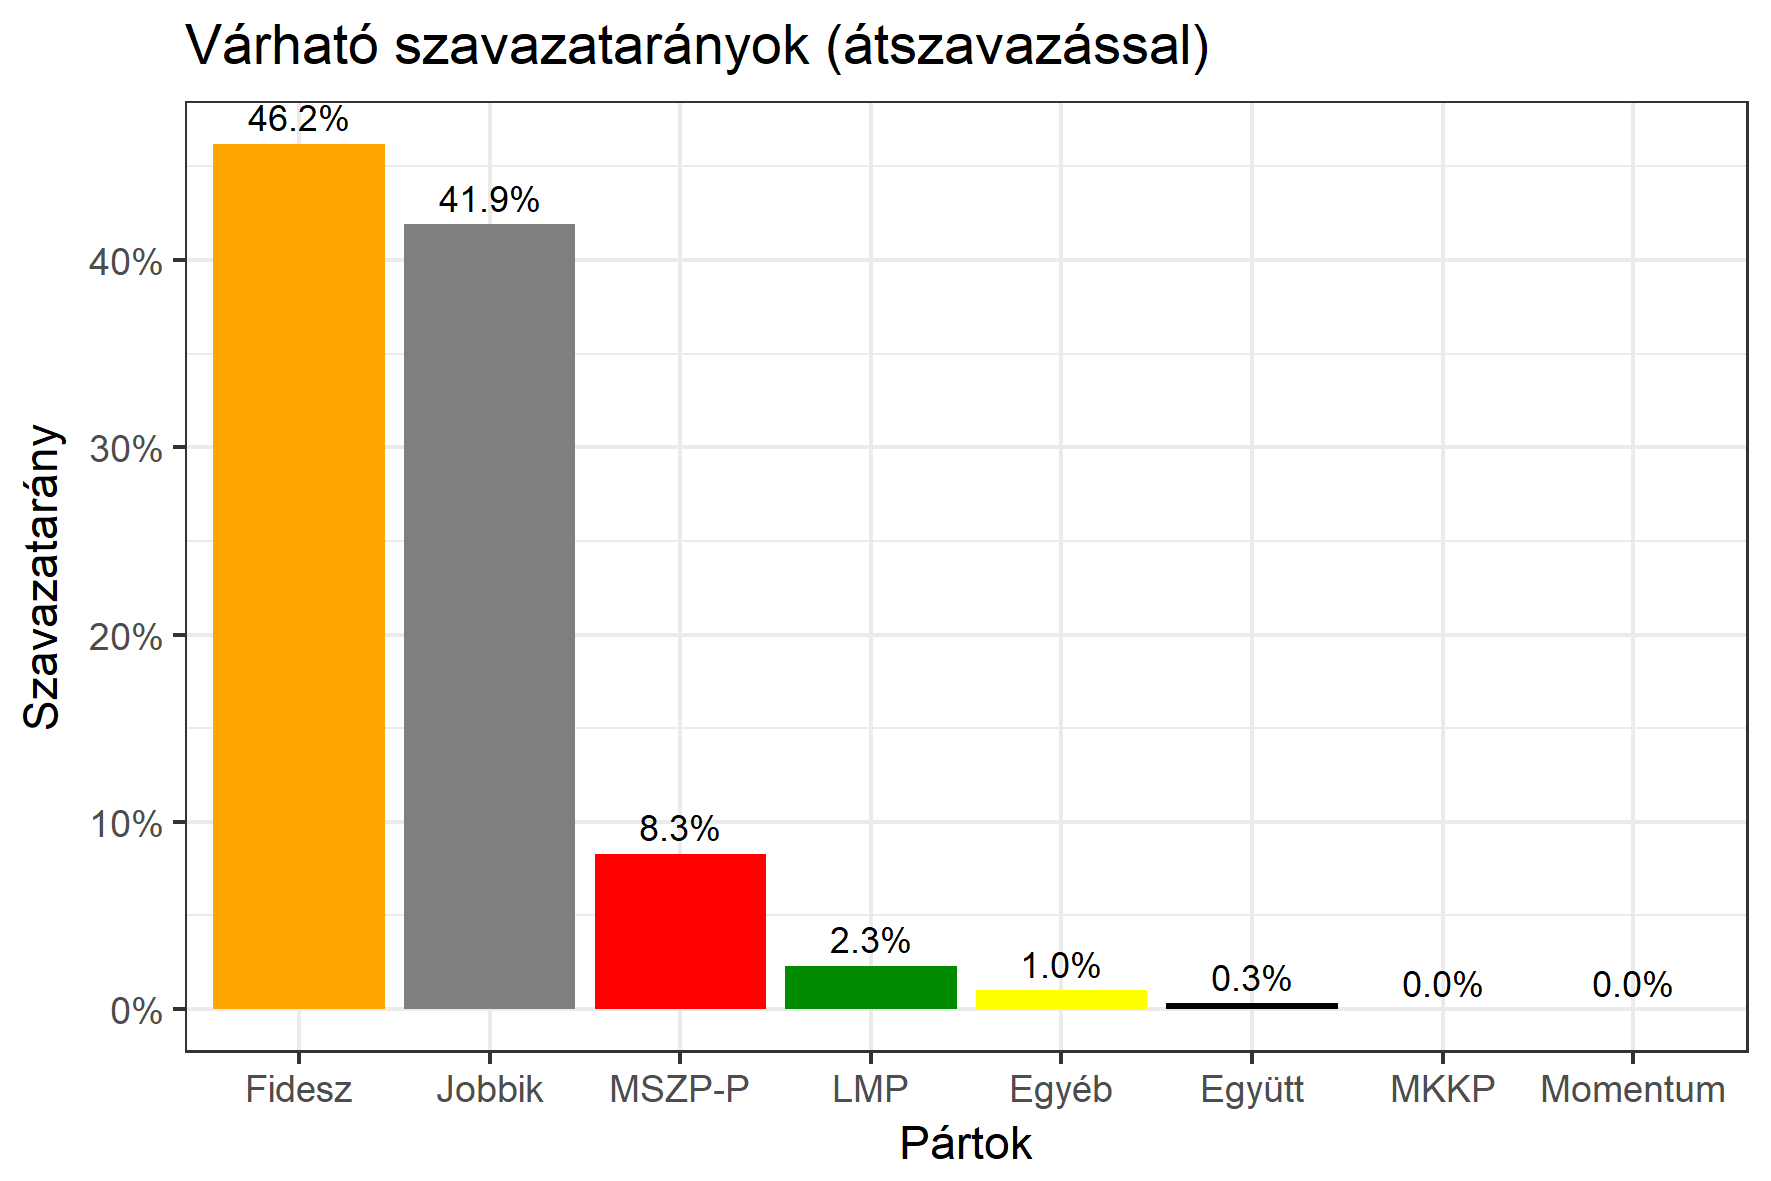 Várható szavazatarányok (átszavazással)
46.2%
41.9%
8.3%
2.3%
1.0%
0.3%
0.0%
0.0%
40%
30%
20%
10%
0%
Szavazatarány
Fidesz
Jobbik
MSZP-P
LMP
Egyéb
Együtt
MKKP
Momentum
Pártok